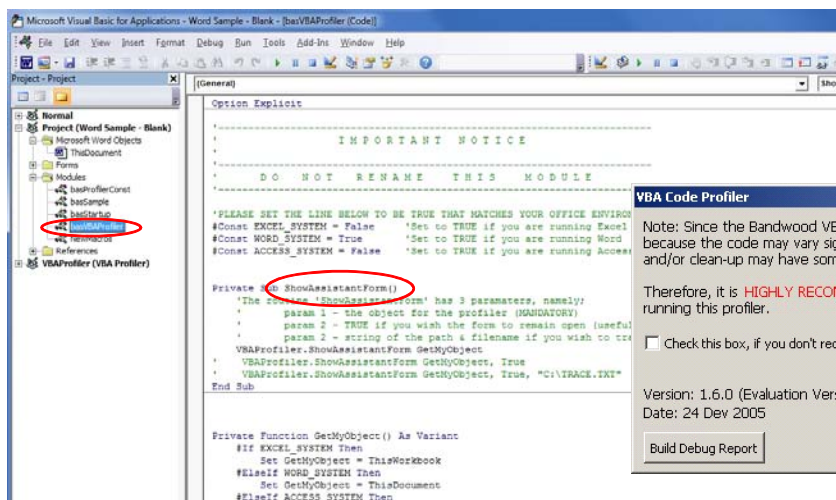 Microsoft Visual Basic for Applications - Word Sample - Blank - [basVBAProfiler (Code)]
File Edit View Insert Format Debug Run Tools Add-Ins Window Help
Project - Project
Normal
Project (Word Sample - Blank)
Microsoft Word Objects
ThisDocument
Forms
Modules
basProfilerConst
basSample
basStartup
basVBAProfiler
NewMacros
References
VBAProfiler (VBA Profiler)
(General)
Sho
Option Explicit
'-----------------------------------------------------------------
' I M P O R T A N T   N O T I C E
'
'-----------------------------------------------------------------
' D O   N O T   R E N A M E   T H I S   M O D U L E
'-----------------------------------------------------------------
'PLEASE SET THE LINE BELOW TO BE TRUE THAT MATCHES YOUR OFFICE ENVIRON
#Const EXCEL_SYSTEM = False 'Set to TRUE if you are running Excel
#Const WORD_SYSTEM = True 'Set to TRUE if you are running Word
#Const ACCESS_SYSTEM = False 'Set to TRUE if you are running Access
Private Sub ShowAssistantForm()
'The routine 'ShowAssistantForm' has 3 paramaters, namely;
' param 1 - the object for the profiler (MANDATORY)
' param 2 - TRUE if you wish the form to remain open (useful
' param 2 - string of the path & filename if you wish to tra
VBAProfiler.ShowAssistantForm GetMyObject
' VBAProfiler.ShowAssistantForm GetMyObject, True
' VBAProfiler.ShowAssistantForm GetMyObject, True, "C:\TRACE.TXT"
End Sub
Private Function GetMyObject() As Variant
#If EXCEL_SYSTEM Then
Set GetMyObject = ThisWorkbook
#ElseIf WORD_SYSTEM Then
Set GetMyObject = ThisDocument
#ElseIf ACCESS_SYSTEM Then
VBA Code Profiler
Note: Since the Bandwood VB
because the code may vary sig
and/or clean-up may have som
Therefore, it is HIGHLY RECOM
running this profiler.
Check this box, if you don't rec
Version: 1.6.0 (Evaluation Vers
Date: 24 Dev 2005
Build Debug Report